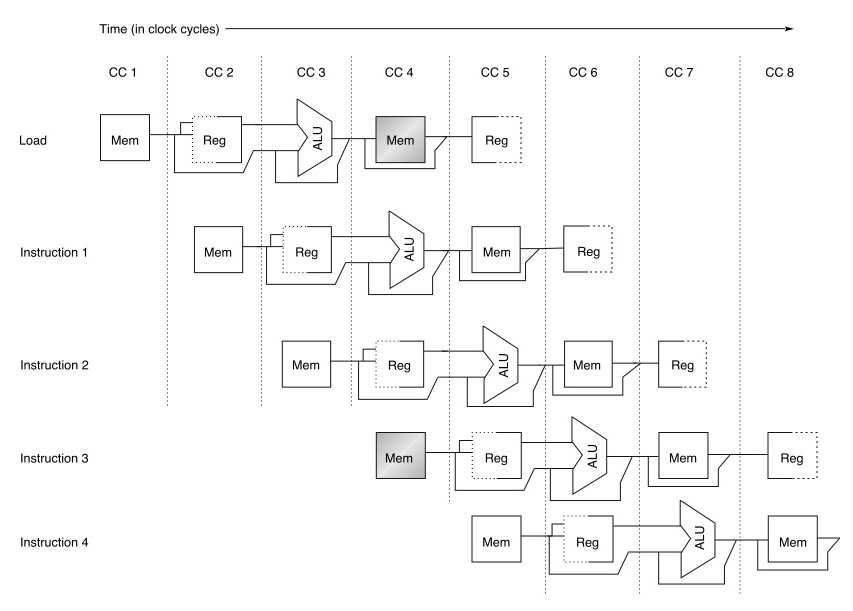 Time (in clock cycles)
CC 1 CC 2 CC 3 CC 4 CC 5 CC 6 CC 7 CC 8
Load Mem Reg ALU Mem Reg
Instruction 1 Mem Reg ALU Mem Reg
Instruction 2 Mem Reg ALU Mem Reg
Instruction 3 Mem Reg ALU Mem Reg
Instruction 4 Mem Reg ALU Mem